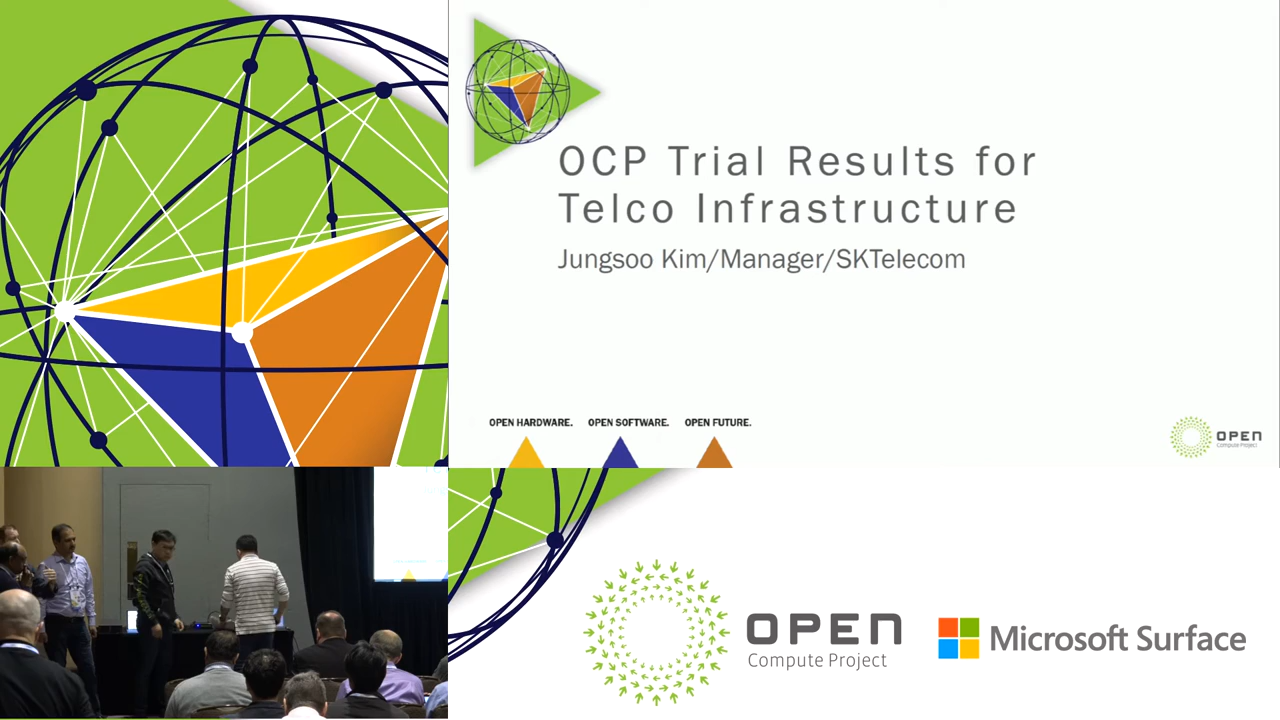 OCP Trial Results for
Telco Infrastructure
Jungsoo Kim/Manager/SKTelecom
OPEN HARDWARE. OPEN SOFTWARE. OPEN FUTURE.
OPEN
Compute Project
OPEN
Compute Project
Microsoft Surface